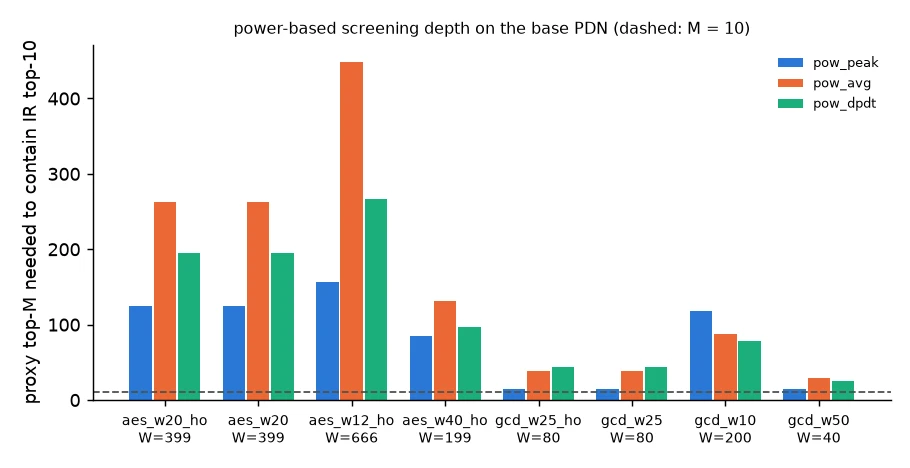 power-based screening depth on the base PDN (dashed: M = 10)
proxy top-M needed to contain IR top-10
400
300
200
100
0
pow_peak
pow_avg
pow_dpdt
aes_w20_ho aes_w20 aes_w12_ho aes_w40_ho gcd_w25_ho gcd_w25 gcd_w10 gcd_w50
W=399 W=399 W=666 W=199 W=80 W=80 W=200 W=40